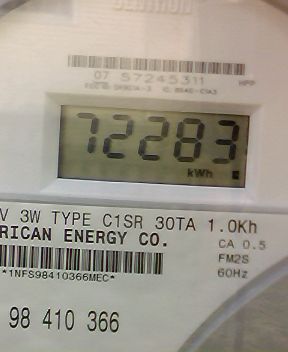 07 57245311
72283
kWh
V 3W TYPE C1SR 30TA 1.0Kh
RICAN ENERGY CO.
CA 0.5
FM2S
60Hz
*1NFS98410366MEC*
98 410 366